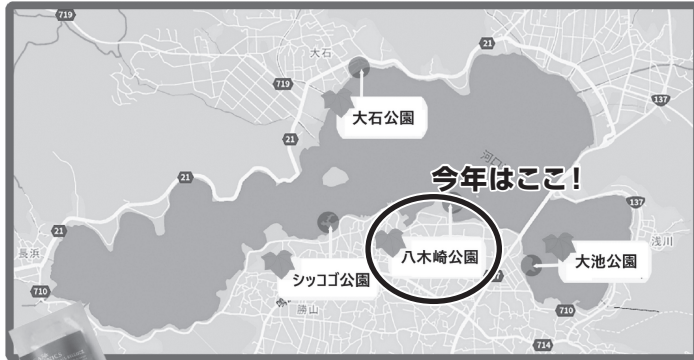 719
大石
21
719
大石公園
137
21
河口
今年はここ！
21
137
21
浅川
長浜
八木崎公園
大池公園
シッコゴ公園
710
勝山
710
714